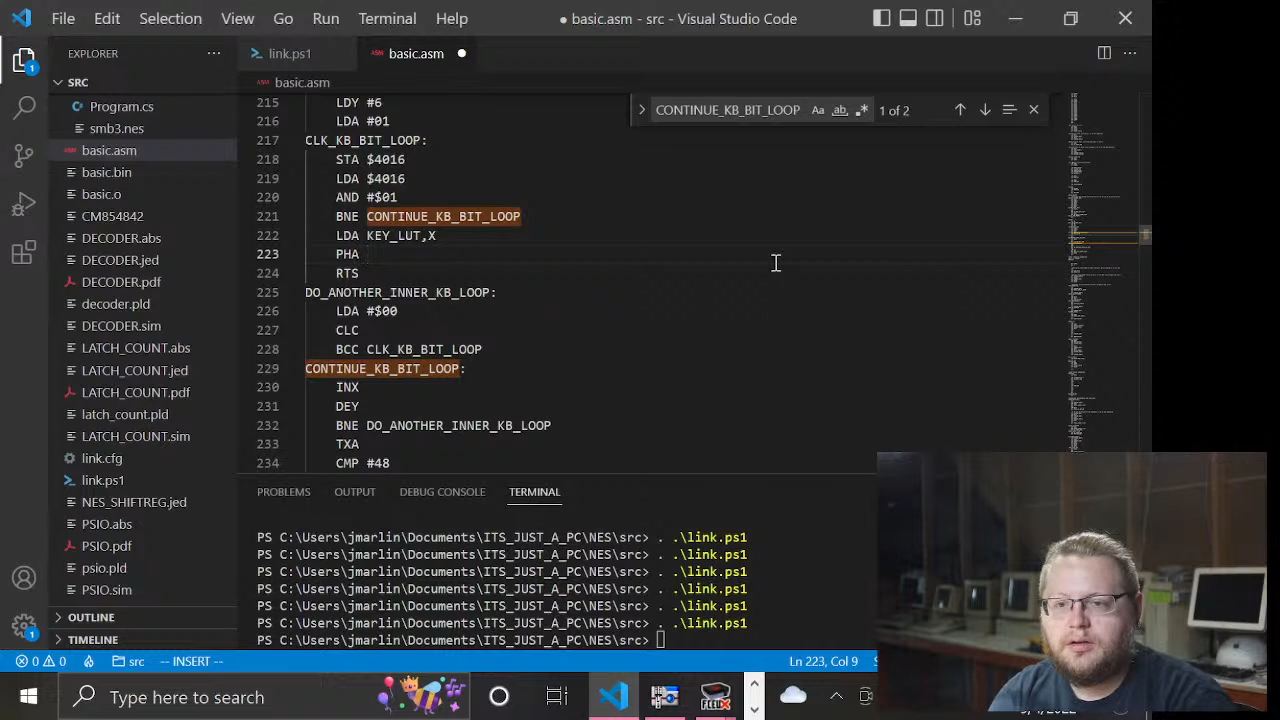 File Edit Selection View Go Run Terminal Help ● basic.asm - src - Visual Studio Code
EXPLORER ··· link.ps1 ASM basic.asm ●
SRC ASM basic.asm
Program.cs
smb3.nes
ASM basic.asm
basic.bin
basic.o
CM854842
DECODER.abs
DECODER.jed
DECODER.pdf
decoder.pld
DECODER.sim
LATCH_COUNT.abs
LATCH_COUNT.jed
LATCH_COUNT.pdf
latch_count.pld
LATCH_COUNT.sim
link.cfg
link.ps1
NES_SHIFTREG.jed
PSIO.abs
PSIO.pdf
psio.pld
PSIO.sim
OUTLINE
TIMELINE
CONTINUE_KB_BIT_LOOP Aa ab .* 1 of 2
215 LDY #6
216 LDA #01
217 CLK_KB_BIT_LOOP:
218 STA $4016
219 LDA $4016
220 AND #$01
221 BNE CONTINUE_KB_BIT_LOOP
222 LDA KEY_LUT,X
223 PHA
224 RTS
225 DO_ANOTHER_INNER_KB_LOOP:
226 LDA #$00
227 CLC
228 BCC CLK_KB_BIT_LOOP
229 CONTINUE_KB_BIT_LOOP:
230 INX
231 DEY
232 BNE DO_ANOTHER_INNER_KB_LOOP
233 TXA
234 CMP #48
PROBLEMS OUTPUT DEBUG CONSOLE TERMINAL
PS C:\Users\jmarlin\Documents\ITS_JUST_A_PC\NES\src> . .\link.ps1
PS C:\Users\jmarlin\Documents\ITS_JUST_A_PC\NES\src> . .\link.ps1
PS C:\Users\jmarlin\Documents\ITS_JUST_A_PC\NES\src> . .\link.ps1
PS C:\Users\jmarlin\Documents\ITS_JUST_A_PC\NES\src> . .\link.ps1
PS C:\Users\jmarlin\Documents\ITS_JUST_A_PC\NES\src> . .\link.ps1
PS C:\Users\jmarlin\Documents\ITS_JUST_A_PC\NES\src> . .\link.ps1
PS C:\Users\jmarlin\Documents\ITS_JUST_A_PC\NES\src>
1
1
0 0 src -- INSERT -- Ln 223, Col 9
Type here to search